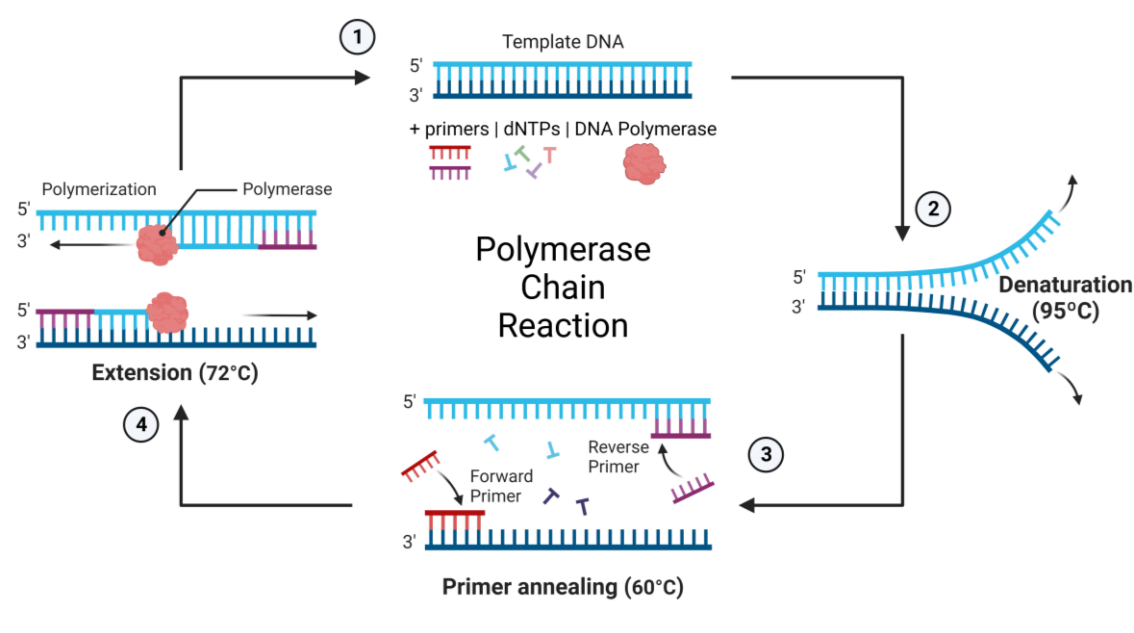 1
Template DNA
5'
3'
+ primers | dNTPs | DNA Polymerase
2
5'
3'
Denaturation
(95ºC)
Polymerase
Chain
Reaction
3
5'
Reverse
Primer
Forward
Primer
3'
Primer annealing (60°C)
4
Polymerization
Polymerase
5'
3'
5'
3'
Extension (72°C)